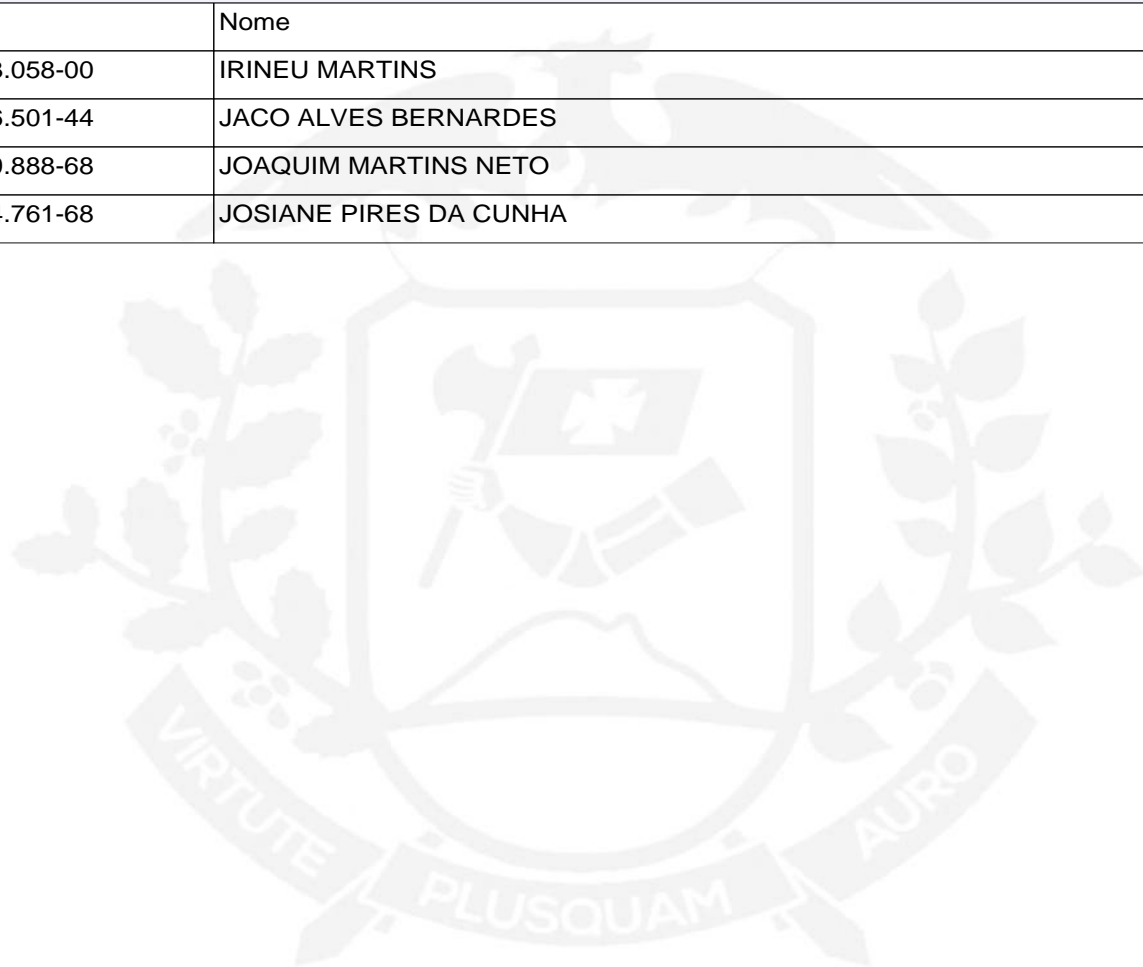 Nome
.058-00 IRINEU MARTINS
.501-44 JACO ALVES BERNARDES
.888-68 JOAQUIM MARTINS NETO
.761-68 JOSIANE PIRES DA CUNHA
VIRTUTE PLUSQUAM AURO